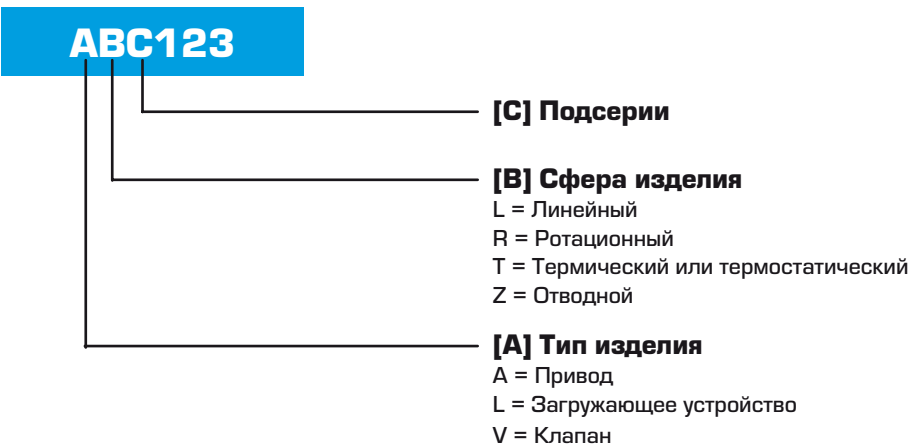 ABC123
[C] Подсерии
[B] Сфера изделия
L = Линейный
R = Ротационный
T = Термический или термостатический
Z = Отводной
[A] Тип изделия
A = Привод
L = Загружающее устройство
V = Клапан